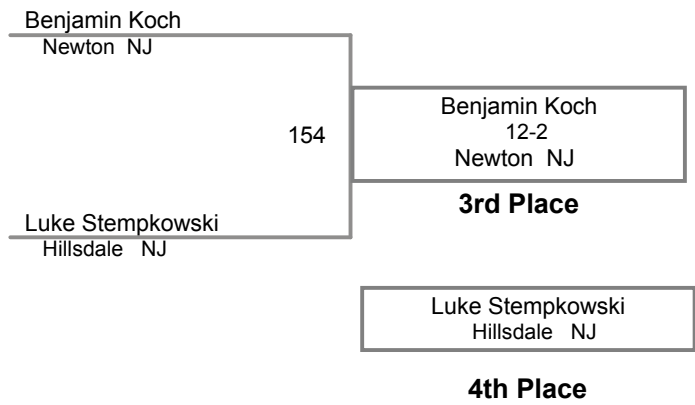 Benjamin Koch
Newton NJ
154
Benjamin Koch
12-2
Newton NJ
3rd Place
Luke Stempkowski
Hillsdale NJ
Luke Stempkowski
Hillsdale NJ
4th Place